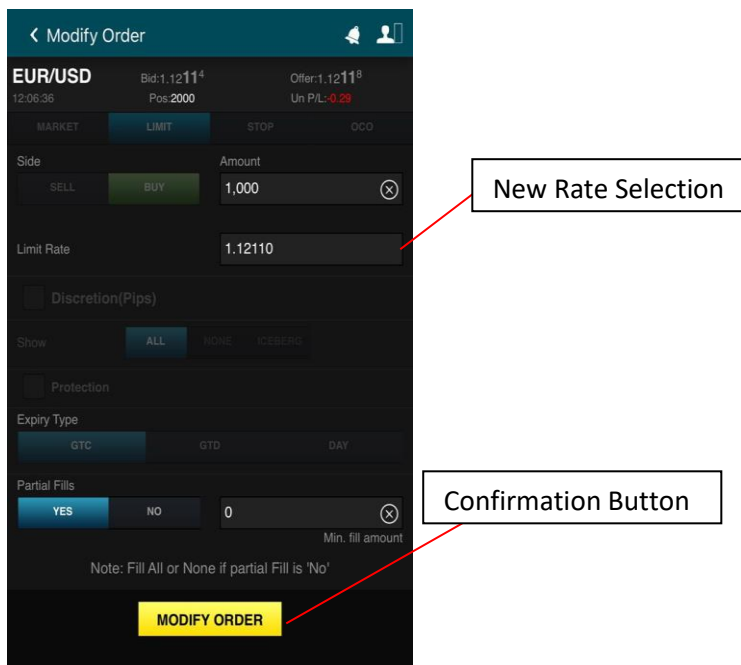 Modify Order
EUR/USD Bid:1.12114 Offer:1.12118
12:06:36 Pos:2000 Un P/L:-0.29
MARKET LIMIT STOP OCO
Side Amount
SELL BUY 1,000
New Rate Selection
Limit Rate 1.12110
Discretion(Pips)
Show ALL NONE ICEBERG
Protection
Expiry Type
GTC GTD DAY
Partial Fills
YES NO 0
Confirmation Button
Min. fill amount
Note: Fill All or None if partial Fill is 'No'
MODIFY ORDER